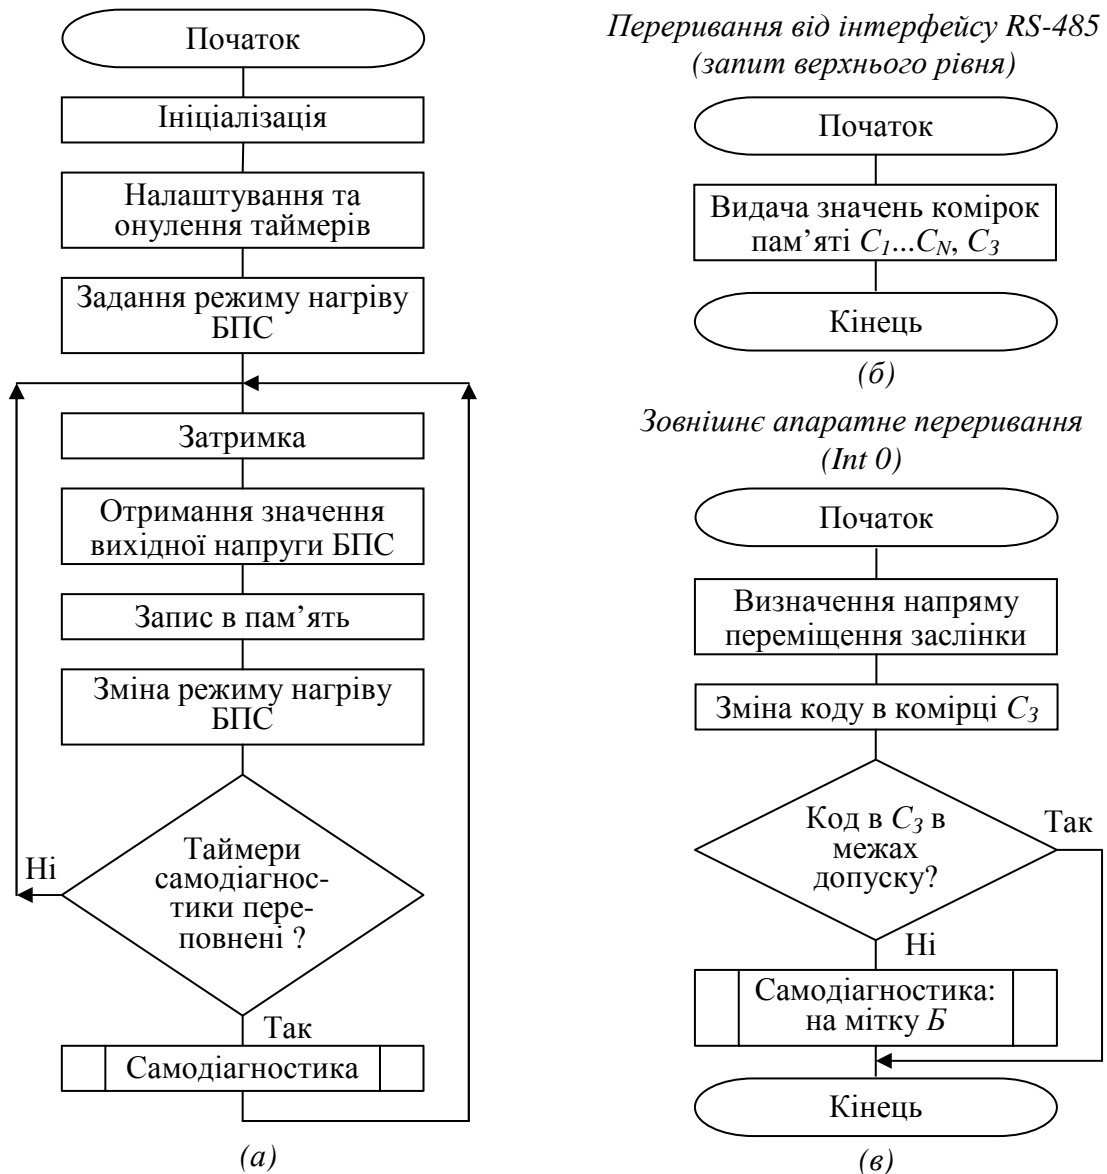 Початок
Ініціалізація
Налаштування та
онулення таймерів
Задання режиму нагріву
БПС
Затримка
Отримання значення
вихідної напруги БПС
Запис в пам’ять
Зміна режиму нагріву
БПС
Таймери
самодіагнос-
тики пере-
повнені ?
Ні
Так
Самодіагностика
(а)
Переривання від інтерфейсу RS-485
(запит верхнього рівня)
Початок
Видача значень комірок
пам’яті C1...CN, CЗ
Кінець
(б)
Зовнішнє апаратне переривання
(Int 0)
Початок
Визначення напряму
переміщення заслінки
Зміна коду в комірці CЗ
Код в CЗ в
межах
допуску?
Так
Ні
Самодіагностика:
на мітку Б
Кінець
(в)